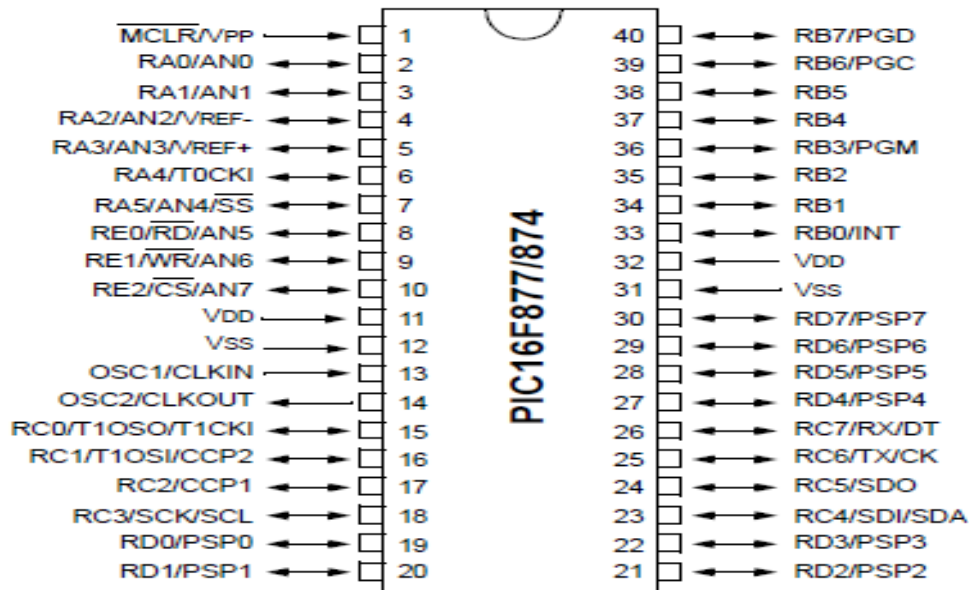 MCLR/VPP 1 40 RB7/PGD
RA0/AN0 2 39 RB6/PGC
RA1/AN1 3 38 RB5
RA2/AN2/VREF- 4 37 RB4
RA3/AN3/VREF+ 5 36 RB3/PGM
RA4/T0CKI 6 35 RB2
RA5/AN4/SS 7 34 RB1
RE0/RD/AN5 8 33 RB0/INT
RE1/WR/AN6 9 32 VDD
RE2/CS/AN7 10 31 VSS
VDD 11 30 RD7/PSP7
VSS 12 29 RD6/PSP6
OSC1/CLKIN 13 28 RD5/PSP5
OSC2/CLKOUT 14 27 RD4/PSP4
RC0/T1OSO/T1CKI 15 26 RC7/RX/DT
RC1/T1OSI/CCP2 16 25 RC6/TX/CK
RC2/CCP1 17 24 RC5/SDO
RC3/SCK/SCL 18 23 RC4/SDI/SDA
RD0/PSP0 19 22 RD3/PSP3
RD1/PSP1 20 21 RD2/PSP2
PIC16F877/874